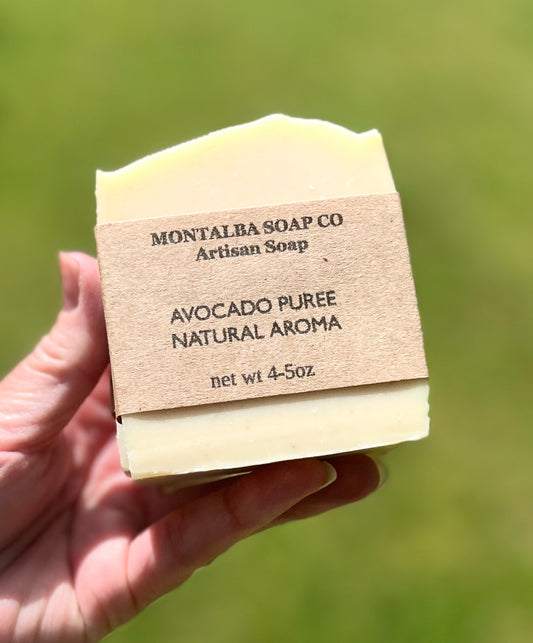 MONTALBA SOAP CO
Artisan Soap
AVOCADO PUREE
NATURAL AROMA
net wt 4-5oz